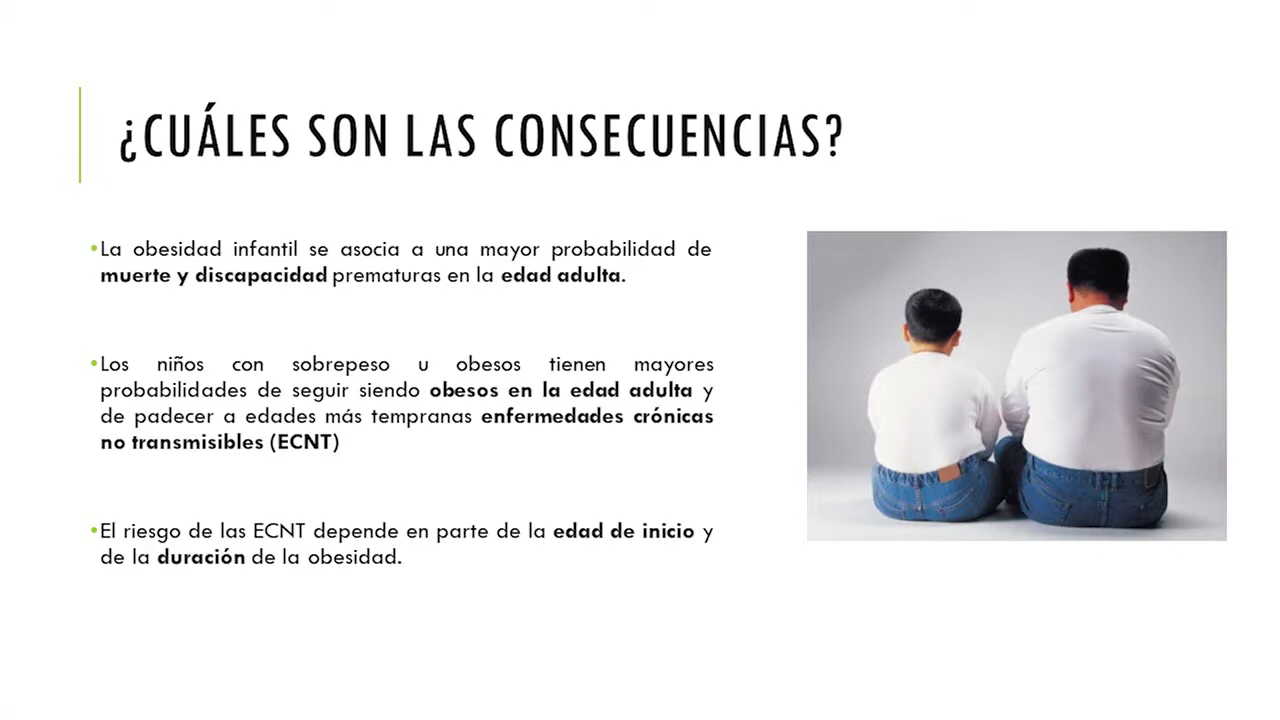 ¿CUÁLES SON LAS CONSECUENCIAS?
•La obesidad infantil se asocia a una mayor probabilidad de
muerte y discapacidad prematuras en la edad adulta.
•Los niños con sobrepeso u obesos tienen mayores
probabilidades de seguir siendo obesos en la edad adulta y
de padecer a edades más tempranas enfermedades crónicas
no transmisibles (ECNT)
•El riesgo de las ECNT depende en parte de la edad de inicio y
de la duración de la obesidad.